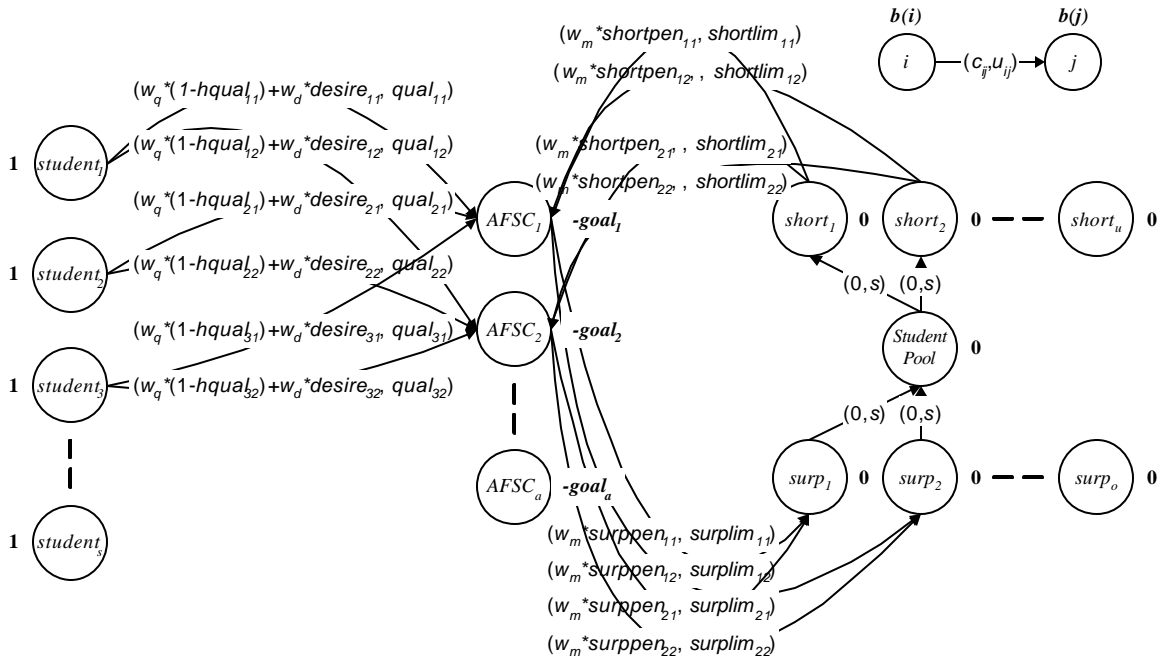 b(i) b(j)
i (c_ij,u_ij) j
(w_m*shortpen_11, shortlim_11)
(w_m*shortpen_12, , shortlim_12)
(w_m*shortpen_21, , shortlim_21)
(w_m*shortpen_22, , shortlim_22)
(w_q*(1-hqual_11)+w_d*desire_11, qual_11)
(w_q*(1-hqual_12)+w_d*desire_12, qual_12)
(w_q*(1-hqual_21)+w_d*desire_21, qual_21)
(w_q*(1-hqual_22)+w_d*desire_22, qual_22)
(w_q*(1-hqual_31)+w_d*desire_31, qual_31)
(w_q*(1-hqual_32)+w_d*desire_32, qual_32)
1 student_1
1 student_2
1 student_3
1 student_s
AFSC_1 -goal_1
AFSC_2 -goal_2
AFSC_a -goal_a
short_1 0 short_2 0 short_u 0
(0,s) (0,s)
Student
Pool 0
(0,s) (0,s)
surp_1 0 surp_2 0 surp_o 0
(w_m*surppen_11, surplim_11)
(w_m*surppen_12, surplim_12)
(w_m*surppen_21, surplim_21)
(w_m*surppen_22, surplim_22)